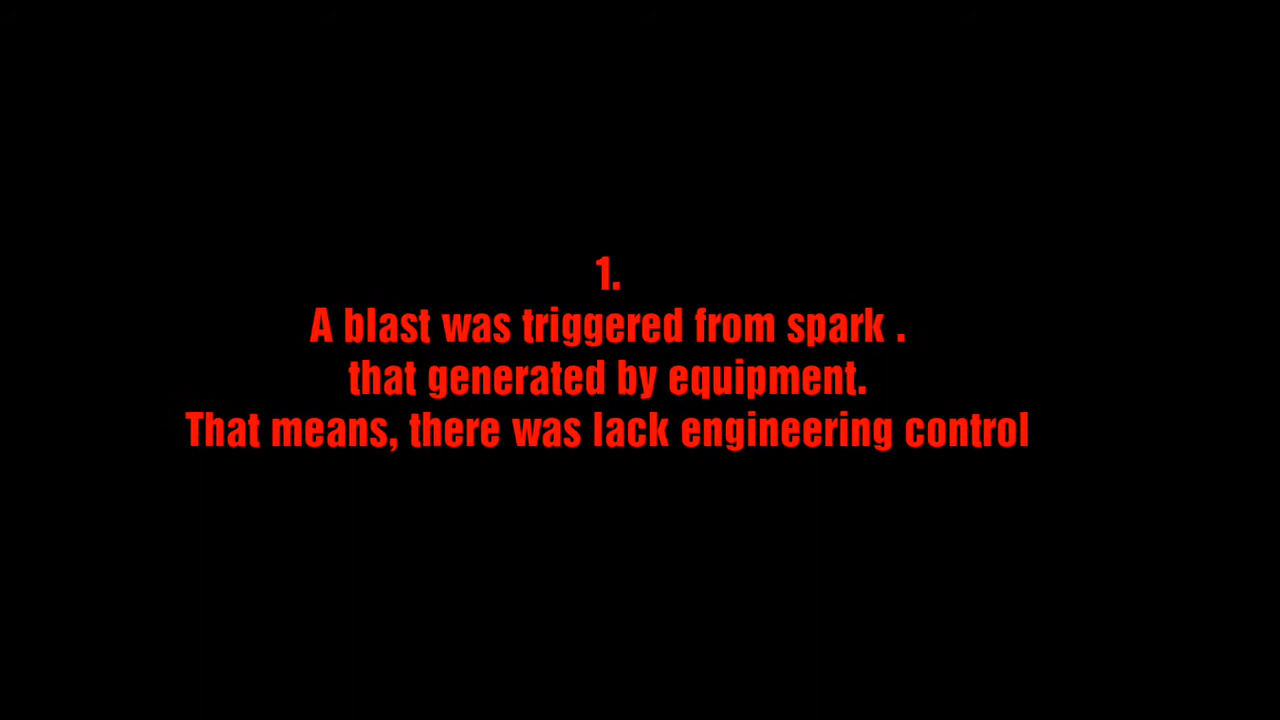 1.
A blast was triggered from spark .
that generated by equipment.
That means, there was lack engineering control